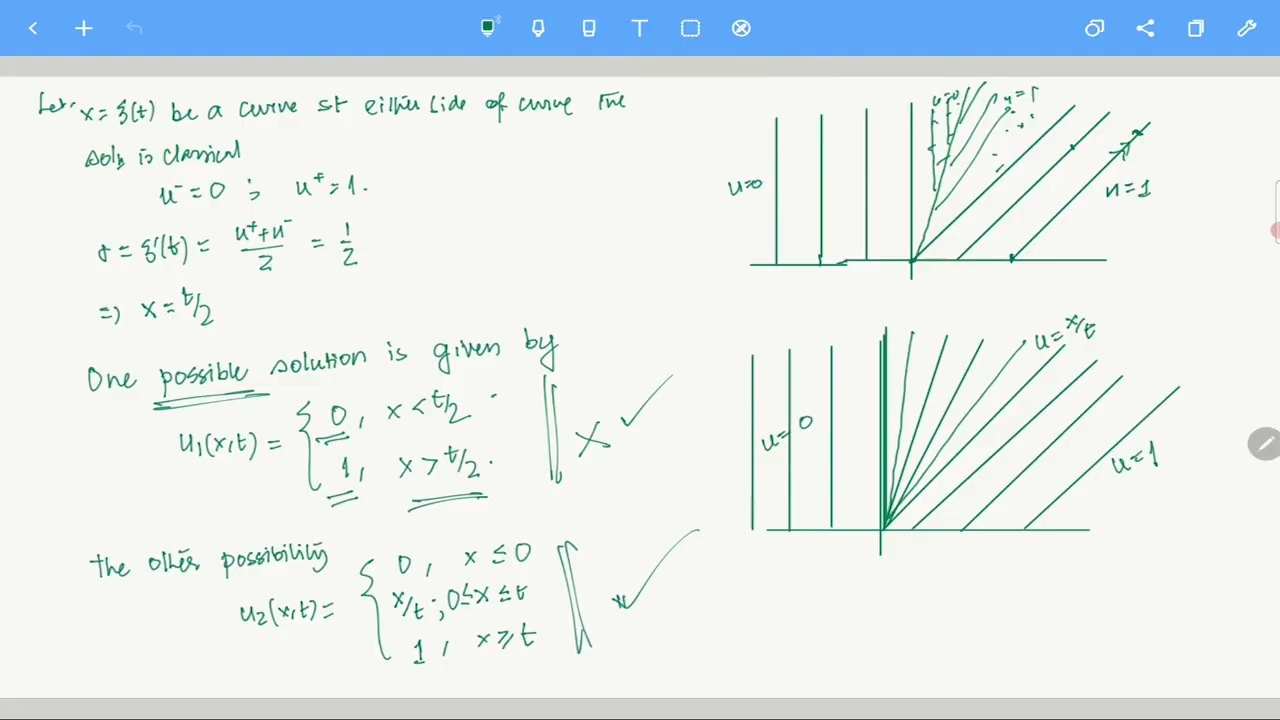 Let x = ξ(t) be a curve st either side of curve the
soln is classical
u⁻ = 0 ; u⁺ = 1.
σ = ξ'(t) = (u⁺ + u⁻)/2 = 1/2
=> x = t/2
One possible solution is given by
u₁(x,t) = { 0, x < t/2
1, x > t/2.
the other possibility
u₂(x,t) = { 0, x ≤ 0
x/t ; 0 ≤ x ≤ t
1, x ≥ t
u=0
u=1
u=0
u=1
u = 0
u = x/t
u = 1
T